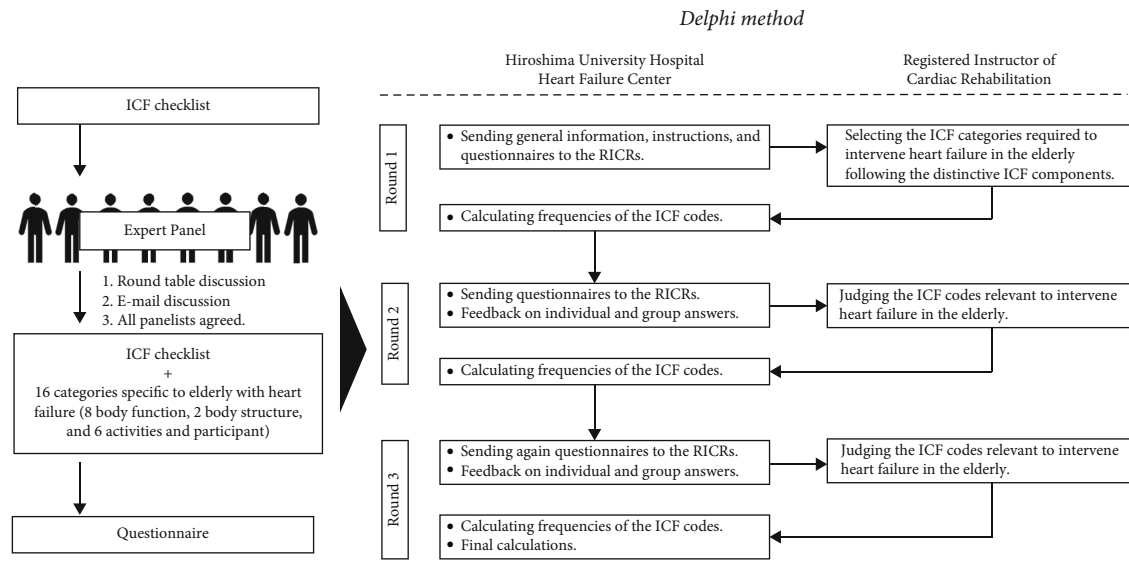 Delphi method
Hiroshima University Hospital
Heart Failure Center
Registered Instructor of
Cardiac Rehabilitation
ICF checklist
Expert Panel
1. Round table discussion
2. E-mail discussion
3. All panelists agreed.
ICF checklist
+
16 categories specific to elderly with heart
failure (8 body function, 2 body structure,
and 6 activities and participant)
Questionnaire
Round 1
• Sending general information, instructions, and
questionnaires to the RICRs.
Selecting the ICF categories required to
intervene heart failure in the elderly
following the distinctive ICF components.
• Calculating frequencies of the ICF codes.
Round 2
• Sending questionnaires to the RICRs.
• Feedback on individual and group answers.
Judging the ICF codes relevant to intervene
heart failure in the elderly.
• Calculating frequencies of the ICF codes.
Round 3
• Sending again questionnaires to the RICRs.
• Feedback on individual and group answers.
Judging the ICF codes relevant to intervene
heart failure in the elderly.
• Calculating frequencies of the ICF codes.
• Final calculations.